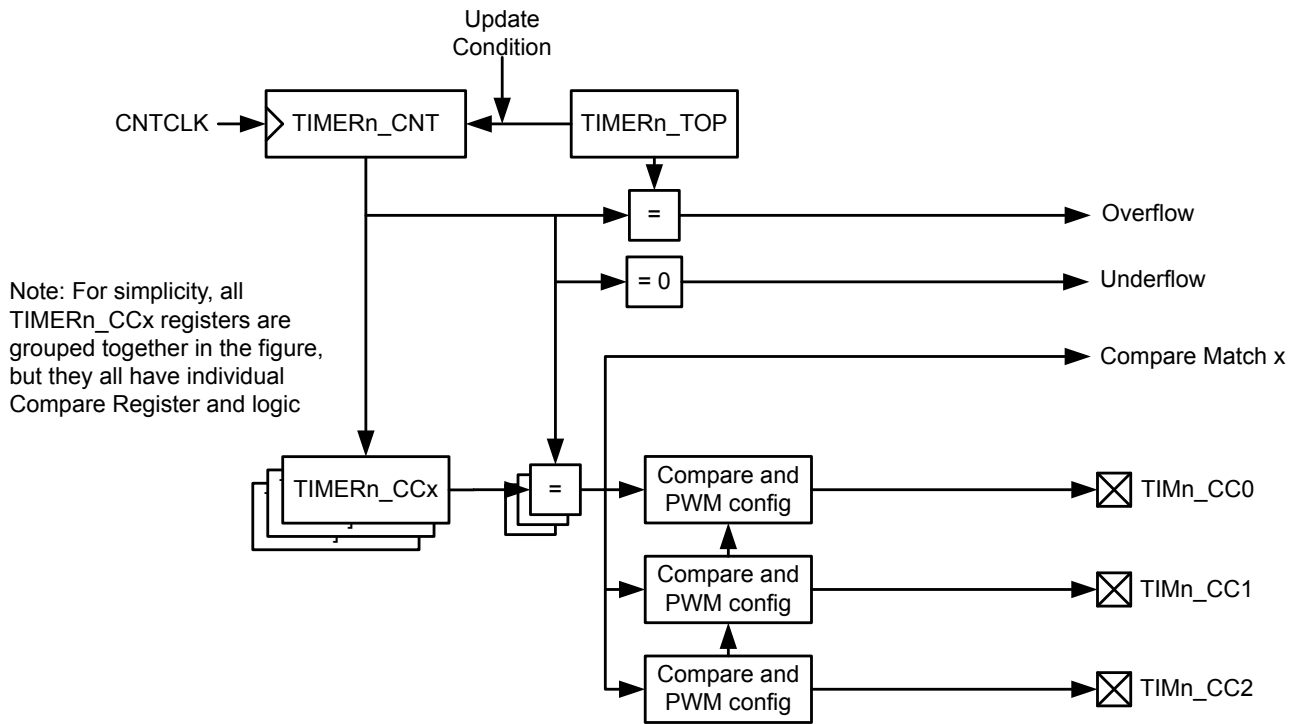 Update
Condition
CNTCLK
TIMERn_CNT
TIMERn_TOP
=
Overflow
= 0
Underflow
Note: For simplicity, all
TIMERn_CCx registers are
grouped together in the figure,
but they all have individual
Compare Register and logic
Compare Match x
TIMERn_CCx
=
Compare and
PWM config
TIMn_CC0
Compare and
PWM config
TIMn_CC1
Compare and
PWM config
TIMn_CC2